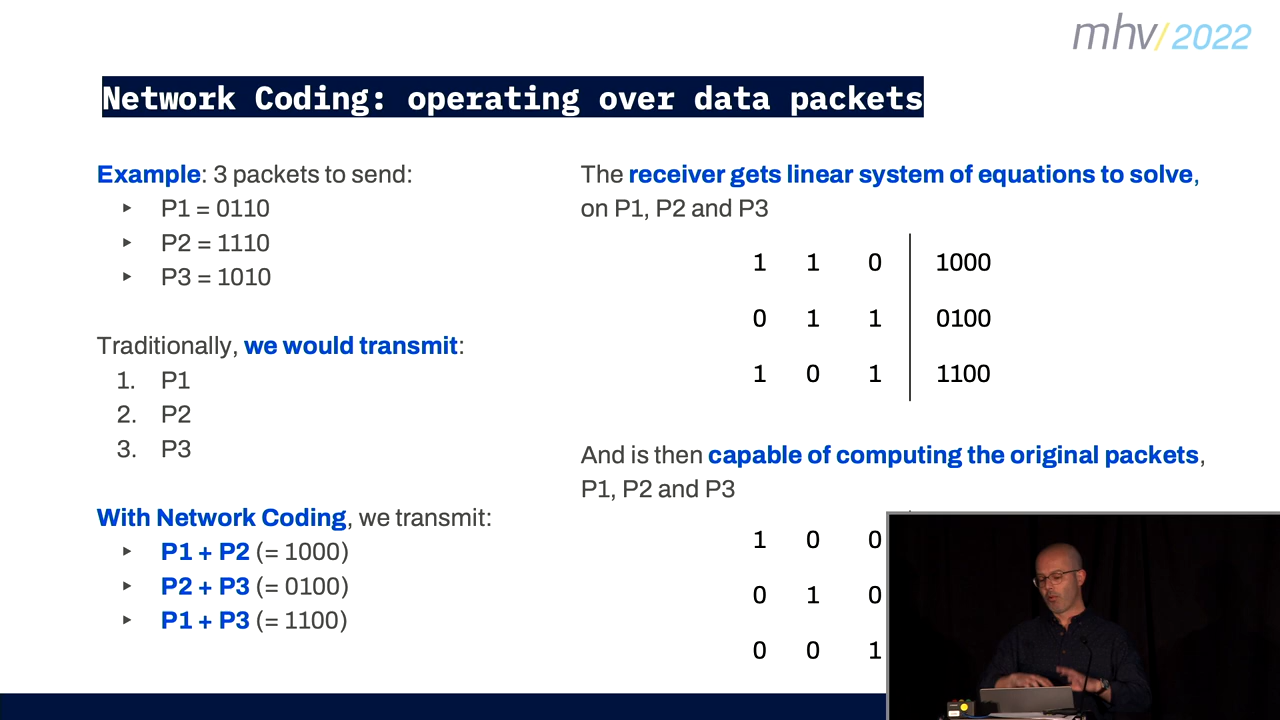 mhv/2022
Network Coding: operating over data packets
Example: 3 packets to send:
‣ P1 = 0110
‣ P2 = 1110
‣ P3 = 1010
Traditionally, we would transmit:
1. P1
2. P2
3. P3
With Network Coding, we transmit:
‣ P1 + P2 (= 1000)
‣ P2 + P3 (= 0100)
‣ P1 + P3 (= 1100)
The receiver gets linear system of equations to solve,
on P1, P2 and P3
1 1 0 | 1000
0 1 1 | 0100
1 0 1 | 1100
And is then capable of computing the original packets,
P1, P2 and P3
1 0 0
0 1 0
0 0 1